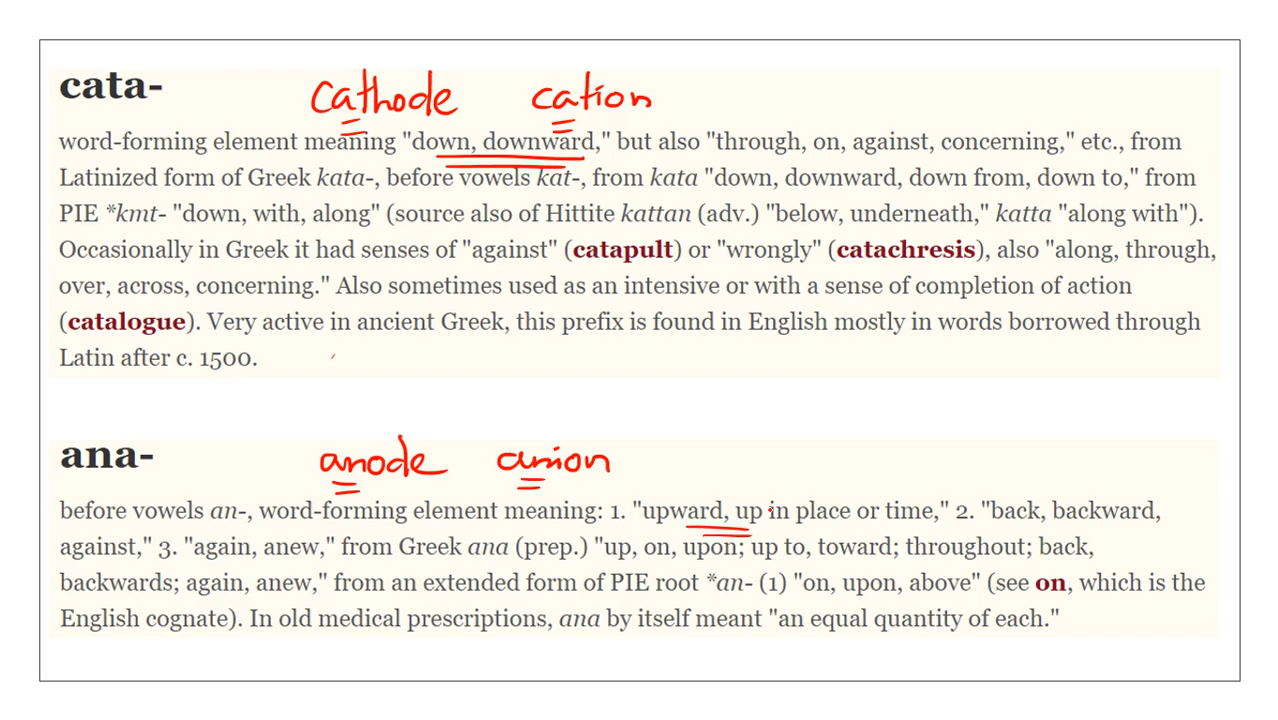 cata-
cathode cation
word-forming element meaning "down, downward," but also "through, on, against, concerning," etc., from
Latinized form of Greek kata-, before vowels kat-, from kata "down, downward, down from, down to," from
PIE *kmt- "down, with, along" (source also of Hittite kattan (adv.) "below, underneath," katta "along with").
Occasionally in Greek it had senses of "against" (catapult) or "wrongly" (catachresis), also "along, through,
over, across, concerning." Also sometimes used as an intensive or with a sense of completion of action
(catalogue). Very active in ancient Greek, this prefix is found in English mostly in words borrowed through
Latin after c. 1500.
ana-
anode anion
before vowels an-, word-forming element meaning: 1. "upward, up in place or time," 2. "back, backward,
against," 3. "again, anew," from Greek ana (prep.) "up, on, upon; up to, toward; throughout; back,
backwards; again, anew," from an extended form of PIE root *an- (1) "on, upon, above" (see on, which is the
English cognate). In old medical prescriptions, ana by itself meant "an equal quantity of each."